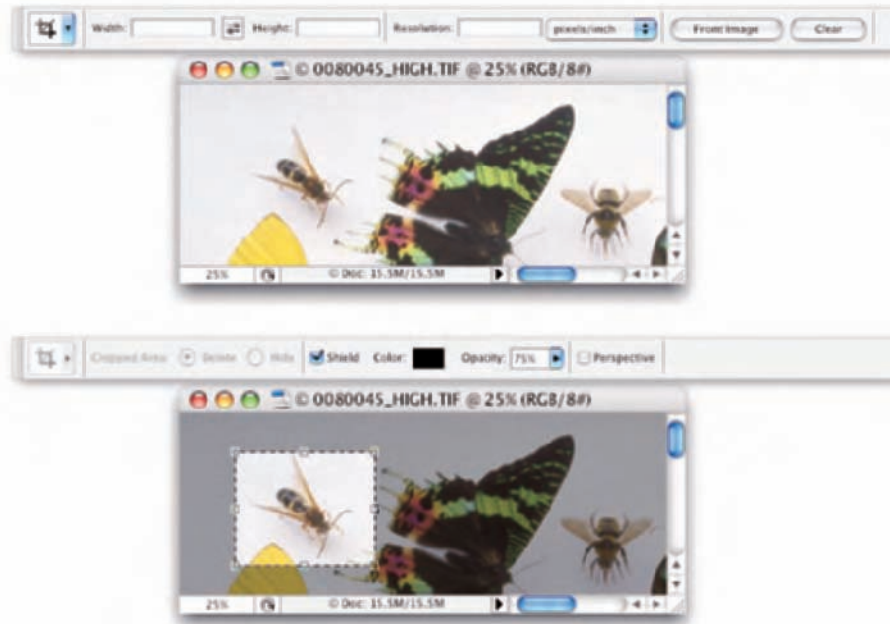 Width: Height: Resolution: pixels/inch Front Image Clear
© 0080045_HIGH.TIF @ 25% (RGB/8#)
25% © Doc: 15.5M/15.5M
Cropped Area: Delete Hide Shield Color: Opacity: 75% Perspective
© 0080045_HIGH.TIF @ 25% (RGB/8#)
25% © Doc: 15.5M/15.5M